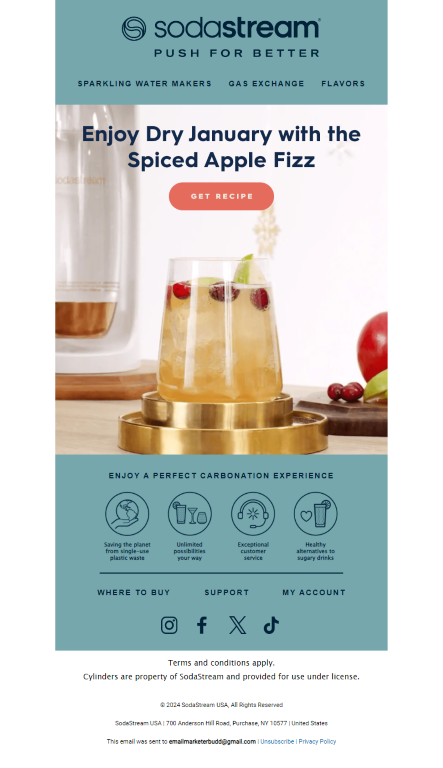 sodastream®
PUSH FOR BETTER
SPARKLING WATER MAKERS GAS EXCHANGE FLAVORS
Enjoy Dry January with the
Spiced Apple Fizz
GET RECIPE
sodastream
ENJOY A PERFECT CARBONATION EXPERIENCE
Saving the planet
from single-use
plastic waste
Unlimited
possibilities
your way
Exceptional
customer
service
Healthy
alternatives to
sugary drinks
WHERE TO BUY SUPPORT MY ACCOUNT
Terms and conditions apply.
Cylinders are property of SodaStream and provided for use under license.
© 2024 SodaStream USA, All Rights Reserved
SodaStream USA | 700 Anderson Hill Road, Purchase, NY 10577 | United States
This email was sent to emailmarketerbudd@gmail.com | Unsubscribe | Privacy Policy